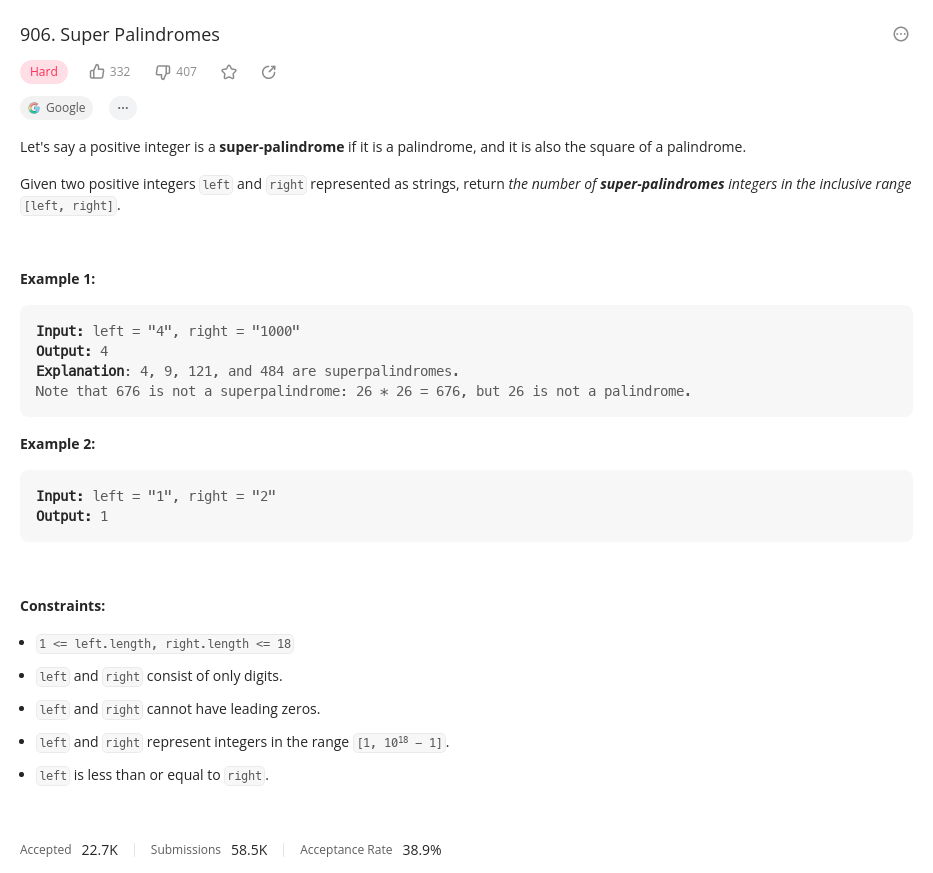 906. Super Palindromes
Hard 332 407
Google ...
Let's say a positive integer is a super-palindrome if it is a palindrome, and it is also the square of a palindrome.
Given two positive integers left and right represented as strings, return the number of super-palindromes integers in the inclusive range
[left, right].
Example 1:
Input: left = "4", right = "1000"
Output: 4
Explanation: 4, 9, 121, and 484 are superpalindromes.
Note that 676 is not a superpalindrome: 26 * 26 = 676, but 26 is not a palindrome.
Example 2:
Input: left = "1", right = "2"
Output: 1
Constraints:
• 1 <= left.length, right.length <= 18
• left and right consist of only digits.
• left and right cannot have leading zeros.
• left and right represent integers in the range [1, 10¹⁸ − 1].
• left is less than or equal to right.
Accepted 22.7K Submissions 58.5K Acceptance Rate 38.9%